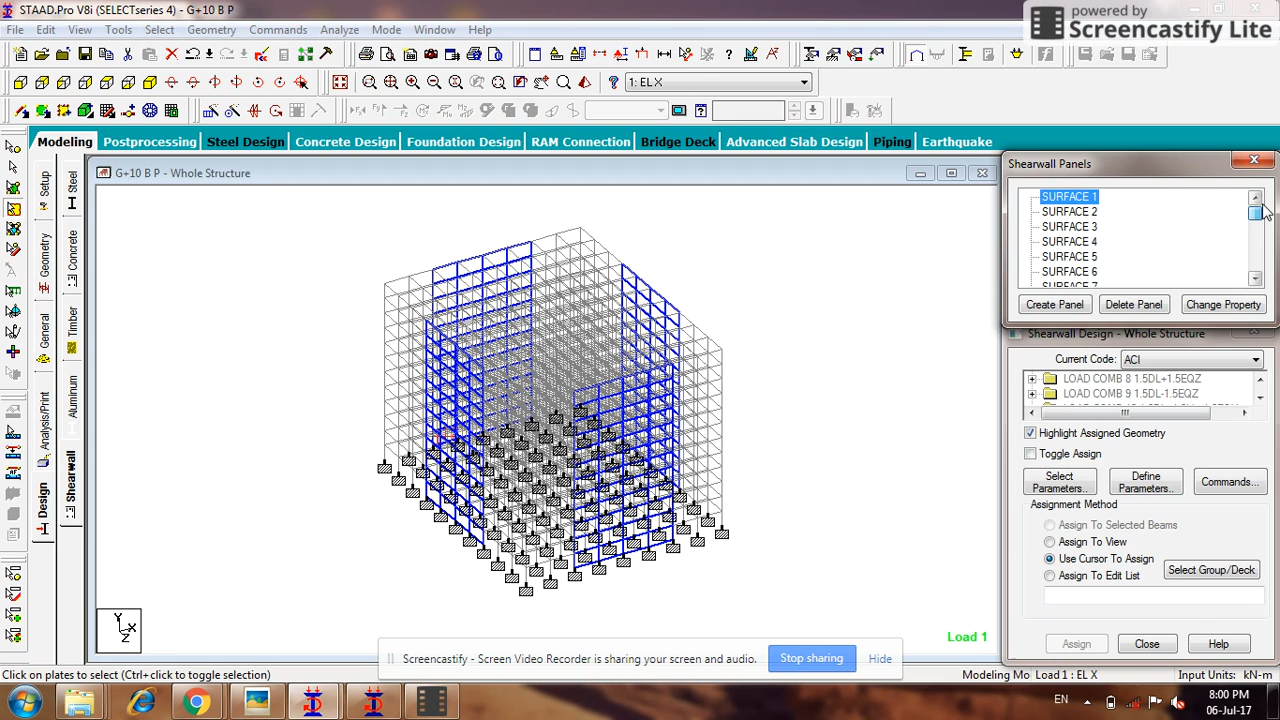 STAAD.Pro V8i (SELECTseries 4) - G+10 B P
powered by
Screencastify Lite
File Edit View Tools Select Geometry Commands Analyze Mode Window Help
1: EL X
Modeling Postprocessing Steel Design Concrete Design Foundation Design RAM Connection Bridge Deck Advanced Slab Design Piping Earthquake
G+10 B P - Whole Structure
Setup
Geometry
General
Analysis/Print
Design
Steel
Concrete
Timber
Aluminum
Shearwall
Shearwall Panels
SURFACE 1
SURFACE 2
SURFACE 3
SURFACE 4
SURFACE 5
SURFACE 6
SURFACE 7
Create Panel Delete Panel Change Property
Shearwall Design - Whole Structure
Current Code: ACI
LOAD COMB 8 1.5DL+1.5EQZ
LOAD COMB 9 1.5DL-1.5EQZ
Highlight Assigned Geometry
Toggle Assign
Select Parameters.. Define Parameters.. Commands...
Assignment Method
Assign To Selected Beams
Assign To View
Use Cursor To Assign
Assign To Edit List
Select Group/Deck
Assign Close Help
Y
X
Z
Load 1
Screencastify - Screen Video Recorder is sharing your screen and audio. Stop sharing Hide
Click on plates to select (Ctrl+click to toggle selection)
Modeling Mo Load 1 : EL X Input Units: kN-m
EN
8:00 PM
06-Jul-17